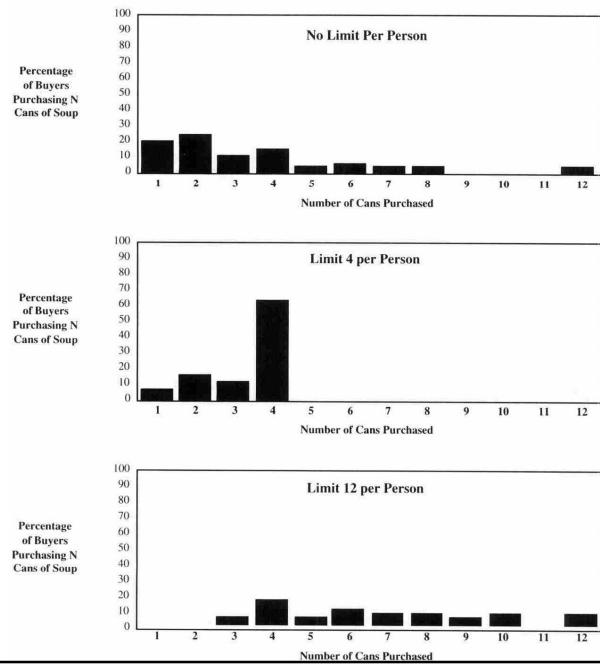 No Limit Per Person
Percentage
of Buyers
Purchasing N
Cans of Soup
100
90
80
70
60
50
40
30
20
10
0
1 2 3 4 5 6 7 8 9 10 11 12
Number of Cans Purchased
Limit 4 per Person
Percentage
of Buyers
Purchasing N
Cans of Soup
100
90
80
70
60
50
40
30
20
10
0
1 2 3 4 5 6 7 8 9 10 11 12
Number of Cans Purchased
Limit 12 per Person
Percentage
of Buyers
Purchasing N
Cans of Soup
100
90
80
70
60
50
40
30
20
10
0
1 2 3 4 5 6 7 8 9 10 11 12
Number of Cans Purchased